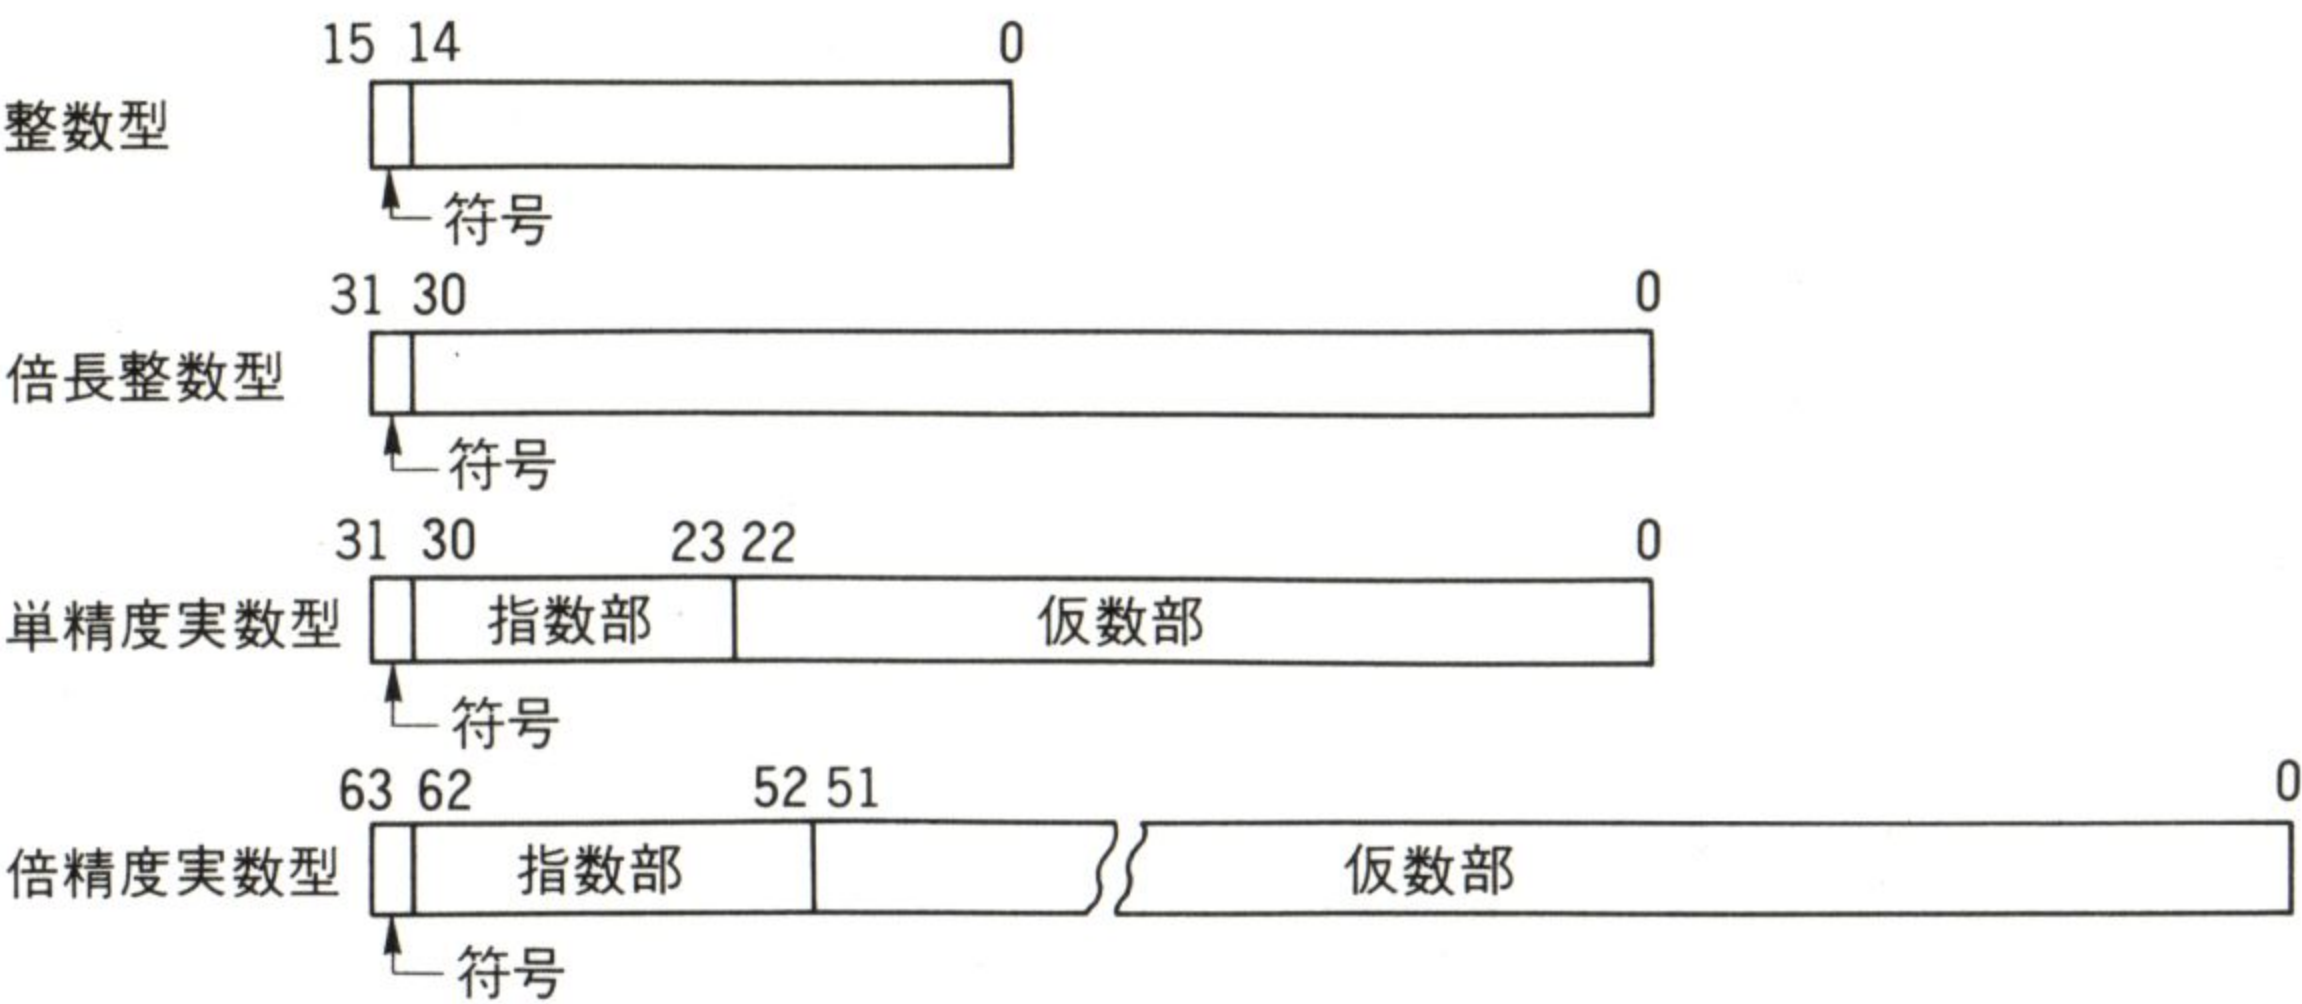 15 14 0
整数型
符号
31 30 0
倍長整数型
符号
31 30 23 22 0
単精度実数型 指数部 仮数部
符号
63 62 52 51 0
倍精度実数型 指数部 仮数部
符号